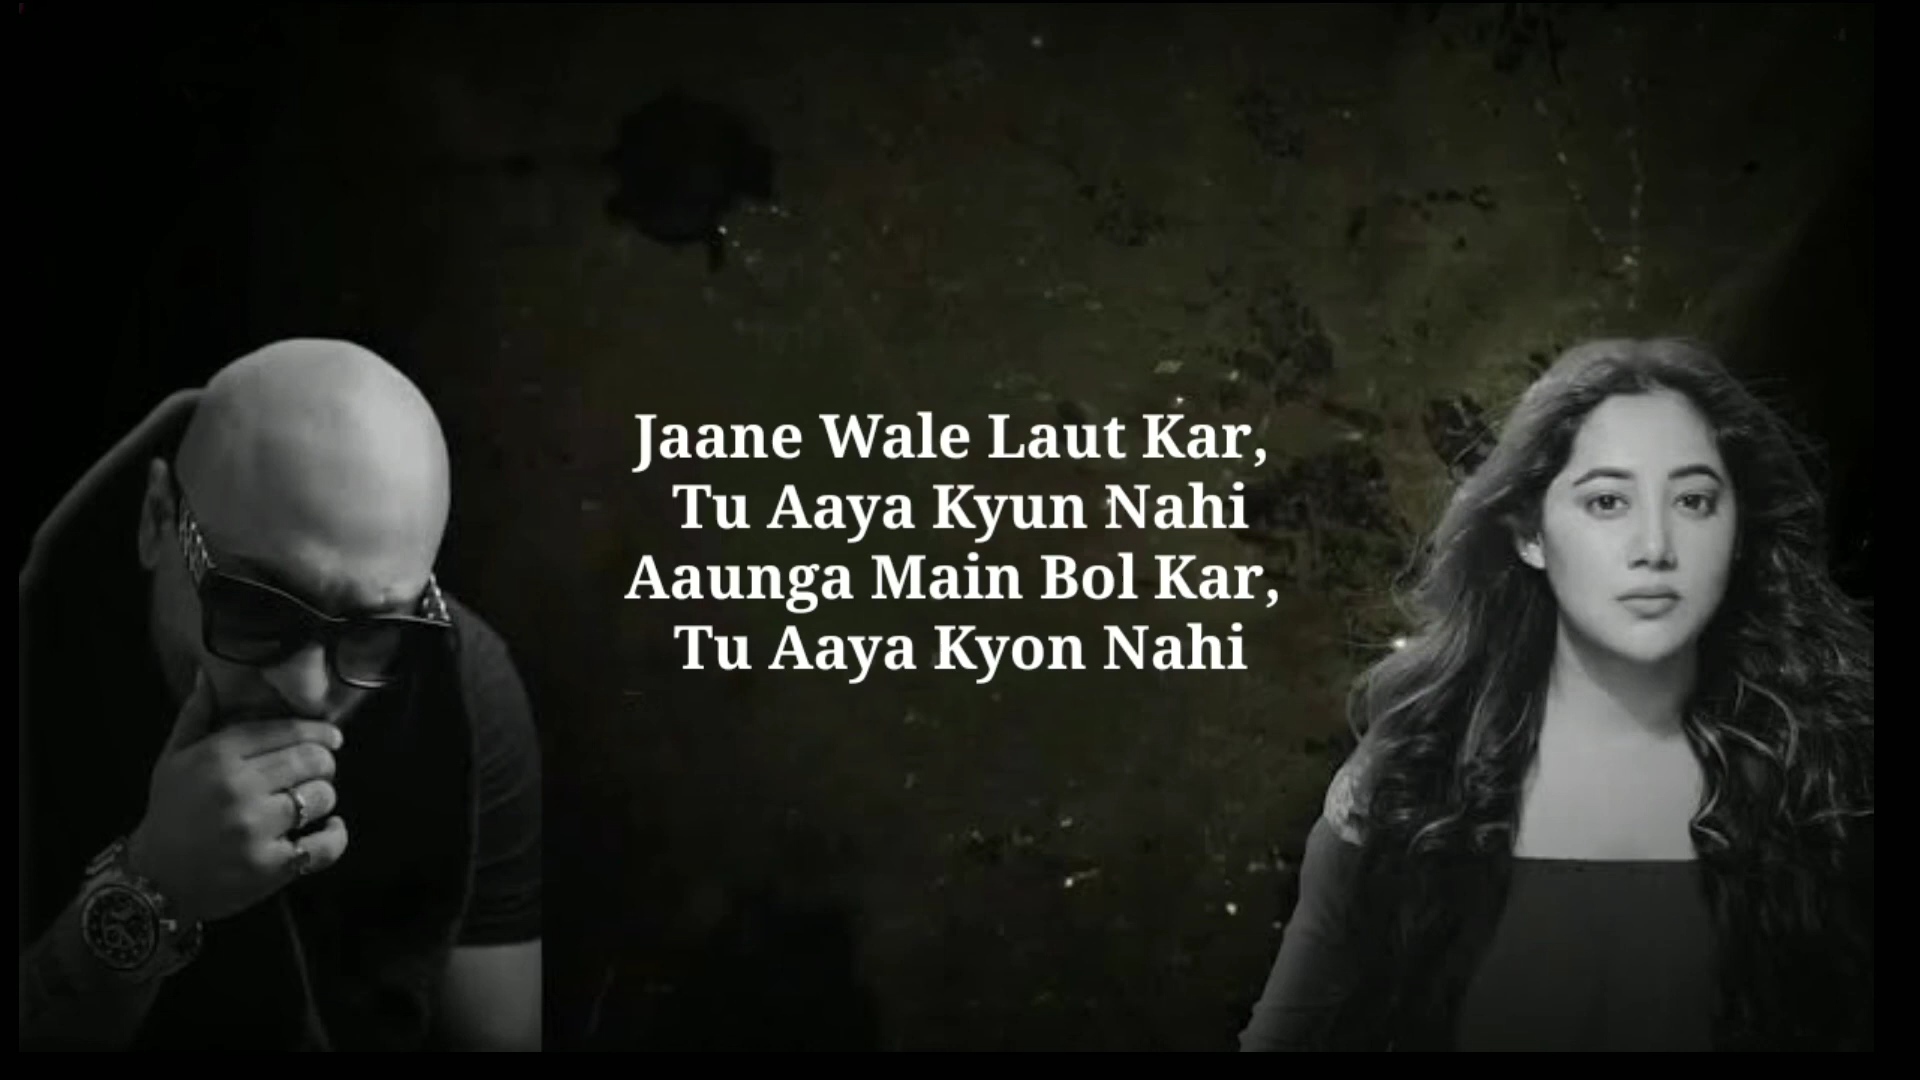 Jaane Wale Laut Kar,
Tu Aaya Kyun Nahi
Aaunga Main Bol Kar,
Tu Aaya Kyon Nahi